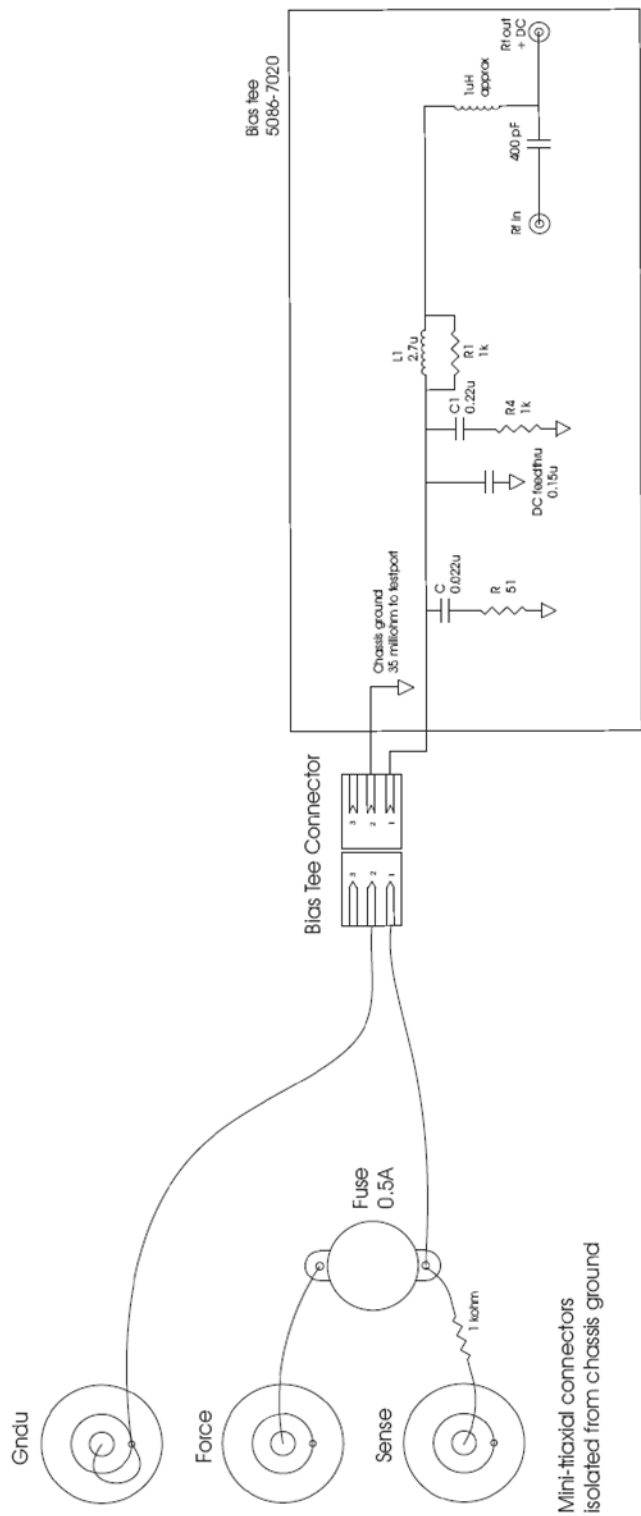 Gndu
Force
Sense
Mini-triaxial connectors
isolated from chassis ground
Fuse
0.5A
1 kohm
Bias Tee Connector
3
2
1
3
2
1
Bias tee
5086-7020
Chassis ground
35 milliohm to testport
C
0.022u
R
51
DC feedthru
0.15u
C1
0.22u
R4
1k
L1
2.7u
R1
1k
1uH
approx
400 pF
Rf in
Rf out
+ DC